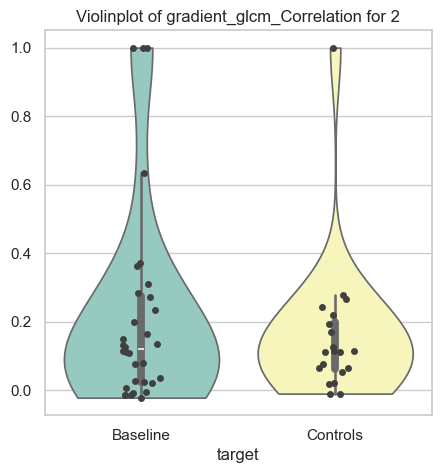 Violinplot of gradient_glcm_Correlation for 2
1.0
0.8
0.6
0.4
0.2
0.0
Baseline
Controls
target